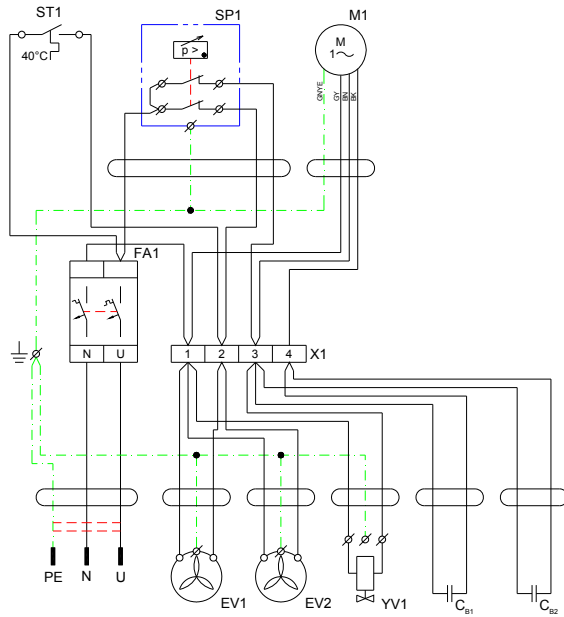 ST1
SP1
M1
40°C
p >
M
1
GNYE
GY
BN
BK
FA1
N
U
1
2
3
4
X1
PE
N
U
EV1
EV2
YV1
CB1
CB2